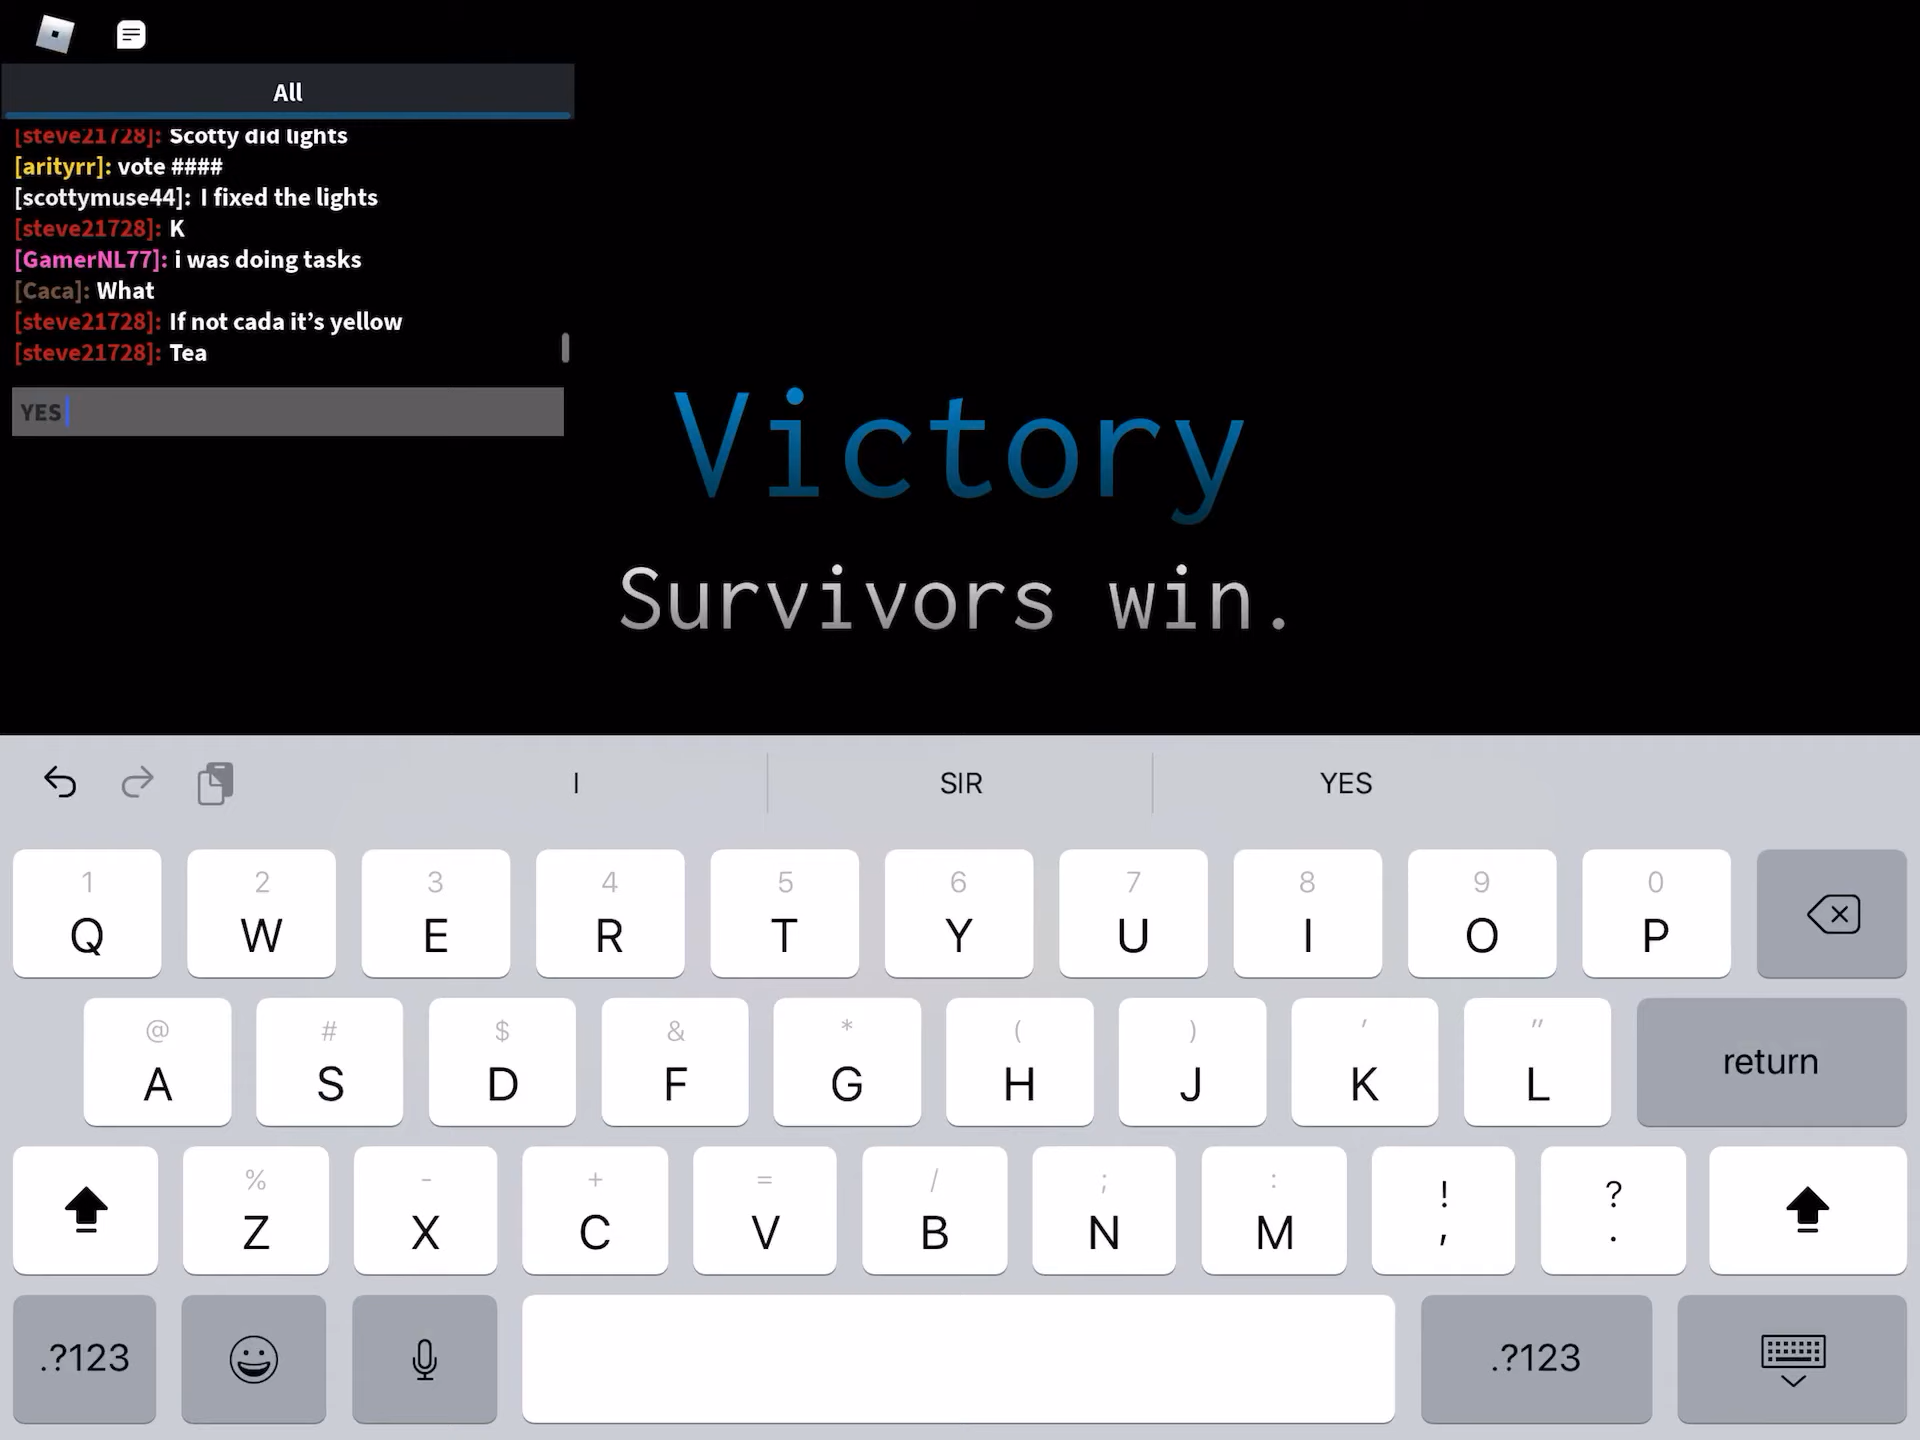 All
[steve21728]: Scotty did lights
[arityrr]: vote ####
[scottymuse44]: I fixed the lights
[steve21728]: K
[GamerNL77]: i was doing tasks
[Caca]: What
[steve21728]: If not cada it’s yellow
[steve21728]: Tea
YES
Victory
Survivors win.
I SIR YES
1 2 3 4 5 6 7 8 9 0
Q W E R T Y U I O P
@ # $ & * ( ) ' "
A S D F G H J K L return
% - + = / ; : ! ?
Z X C V B N M , .
.?123 .?123